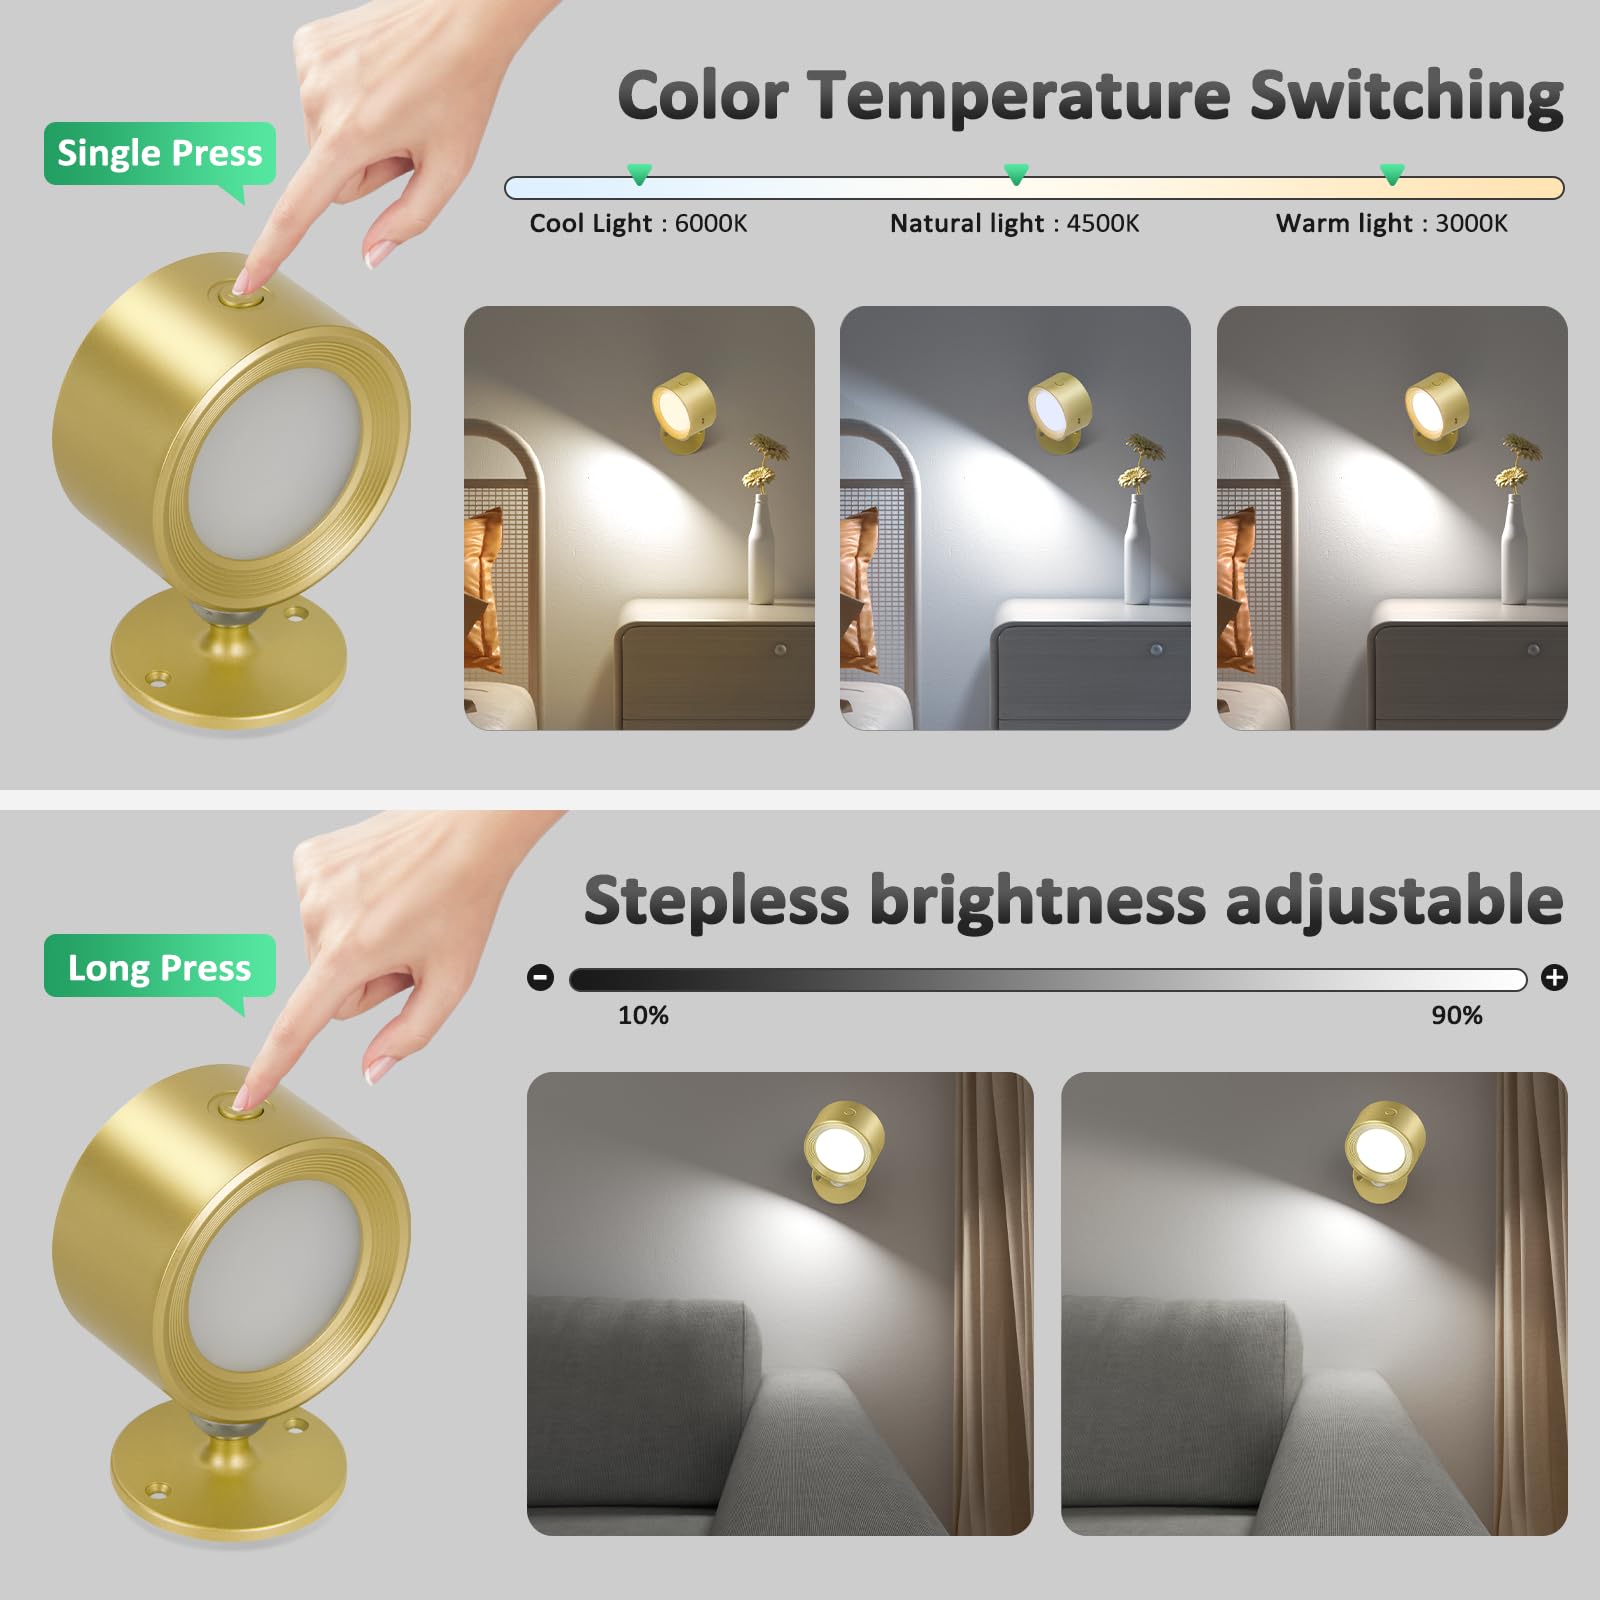 Color Temperature Switching
Single Press
Cool Light : 6000K
Natural light : 4500K
Warm light : 3000K
Stepless brightness adjustable
Long Press
- +
10%
90%